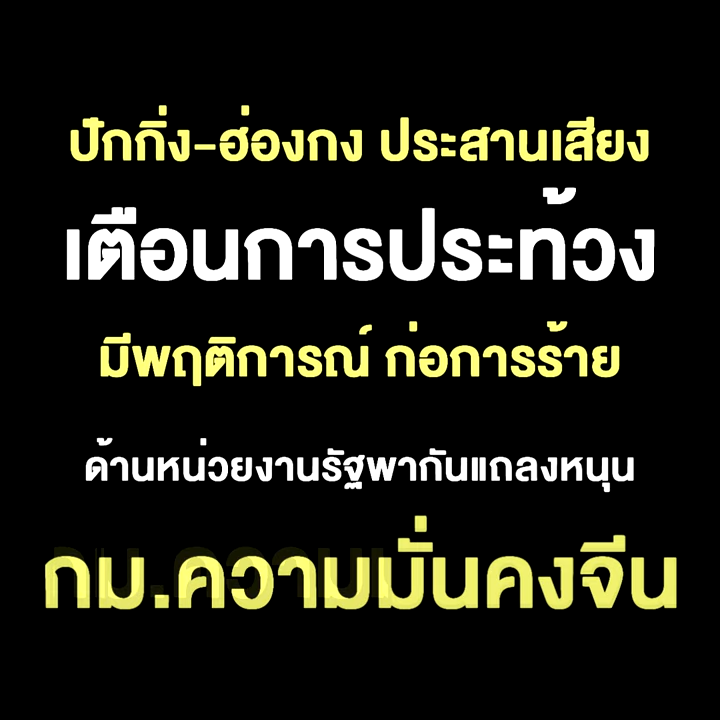 ปักกิ่ง-ฮ่องกง ประสานเสียง
เตือนการประท้วง
มีพฤติการณ์ ก่อการร้าย
ด้านหน่วยงานรัฐพากันแถลงหนุน
กม.ความมั่นคงจีน